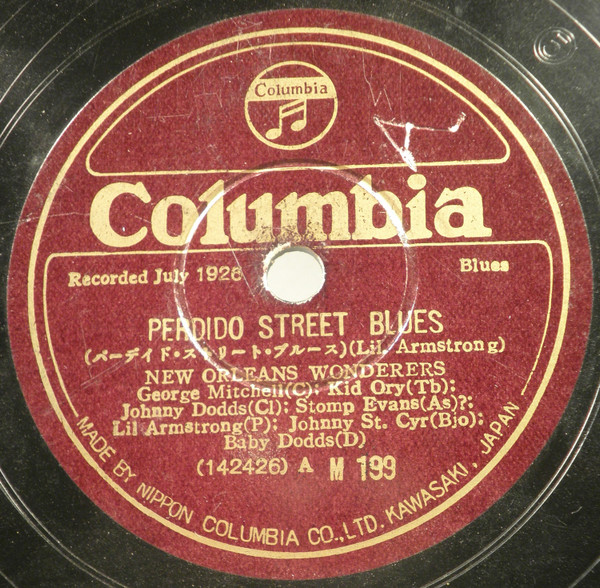 Columbia
Columbia
Recorded July 1926
Blues
PERDIDO STREET BLUES
(パーデイド・ストリート・ブルース)(Lil Armstrong)
NEW ORLEANS WONDERERS
George Mitchell(C); Kid Ory(Tb);
Johnny Dodds(Cl); Stomp Evans(As)?;
Lil Armstrong(P); Johnny St. Cyr(Bjo);
Baby Dodds(D)
(142426) A M 199
MADE BY NIPPON COLUMBIA CO., LTD. KAWASAKI, JAPAN